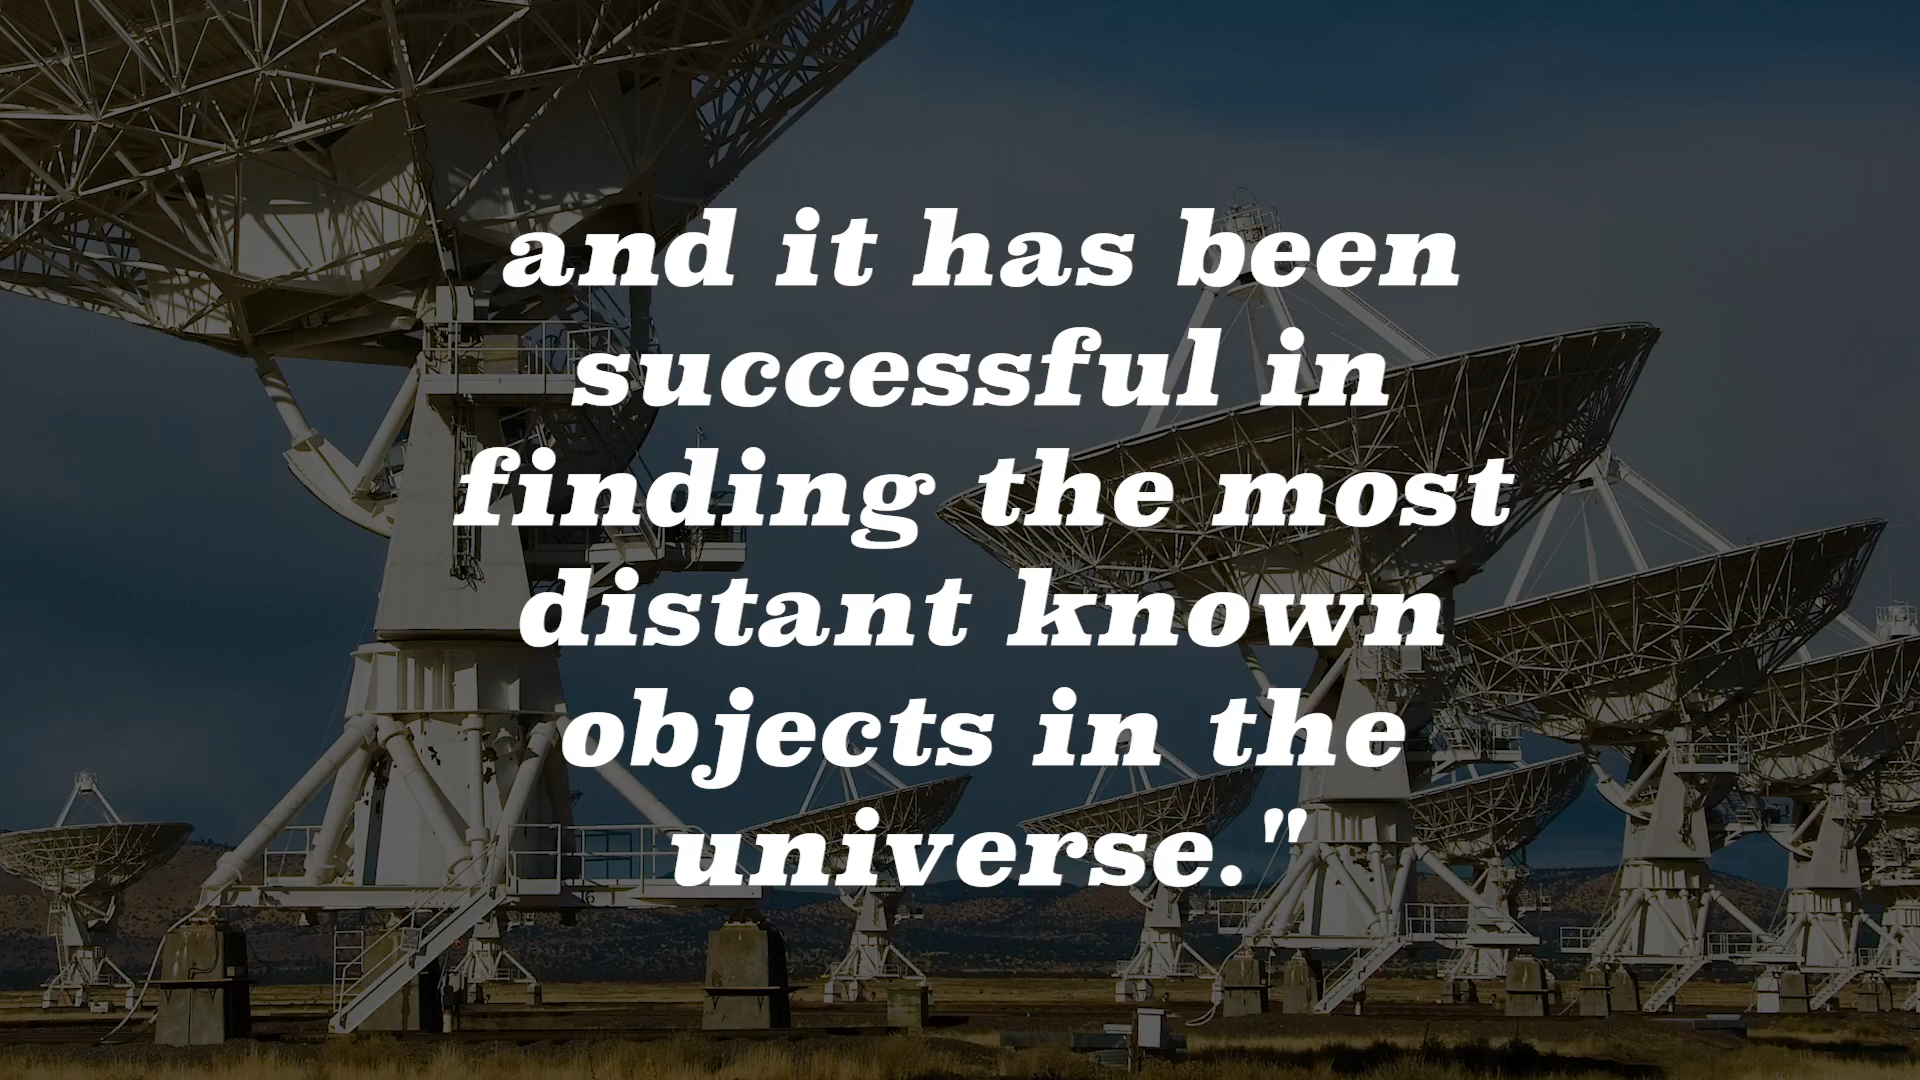 and it has been
successful in
finding the most
distant known
objects in the
universe."